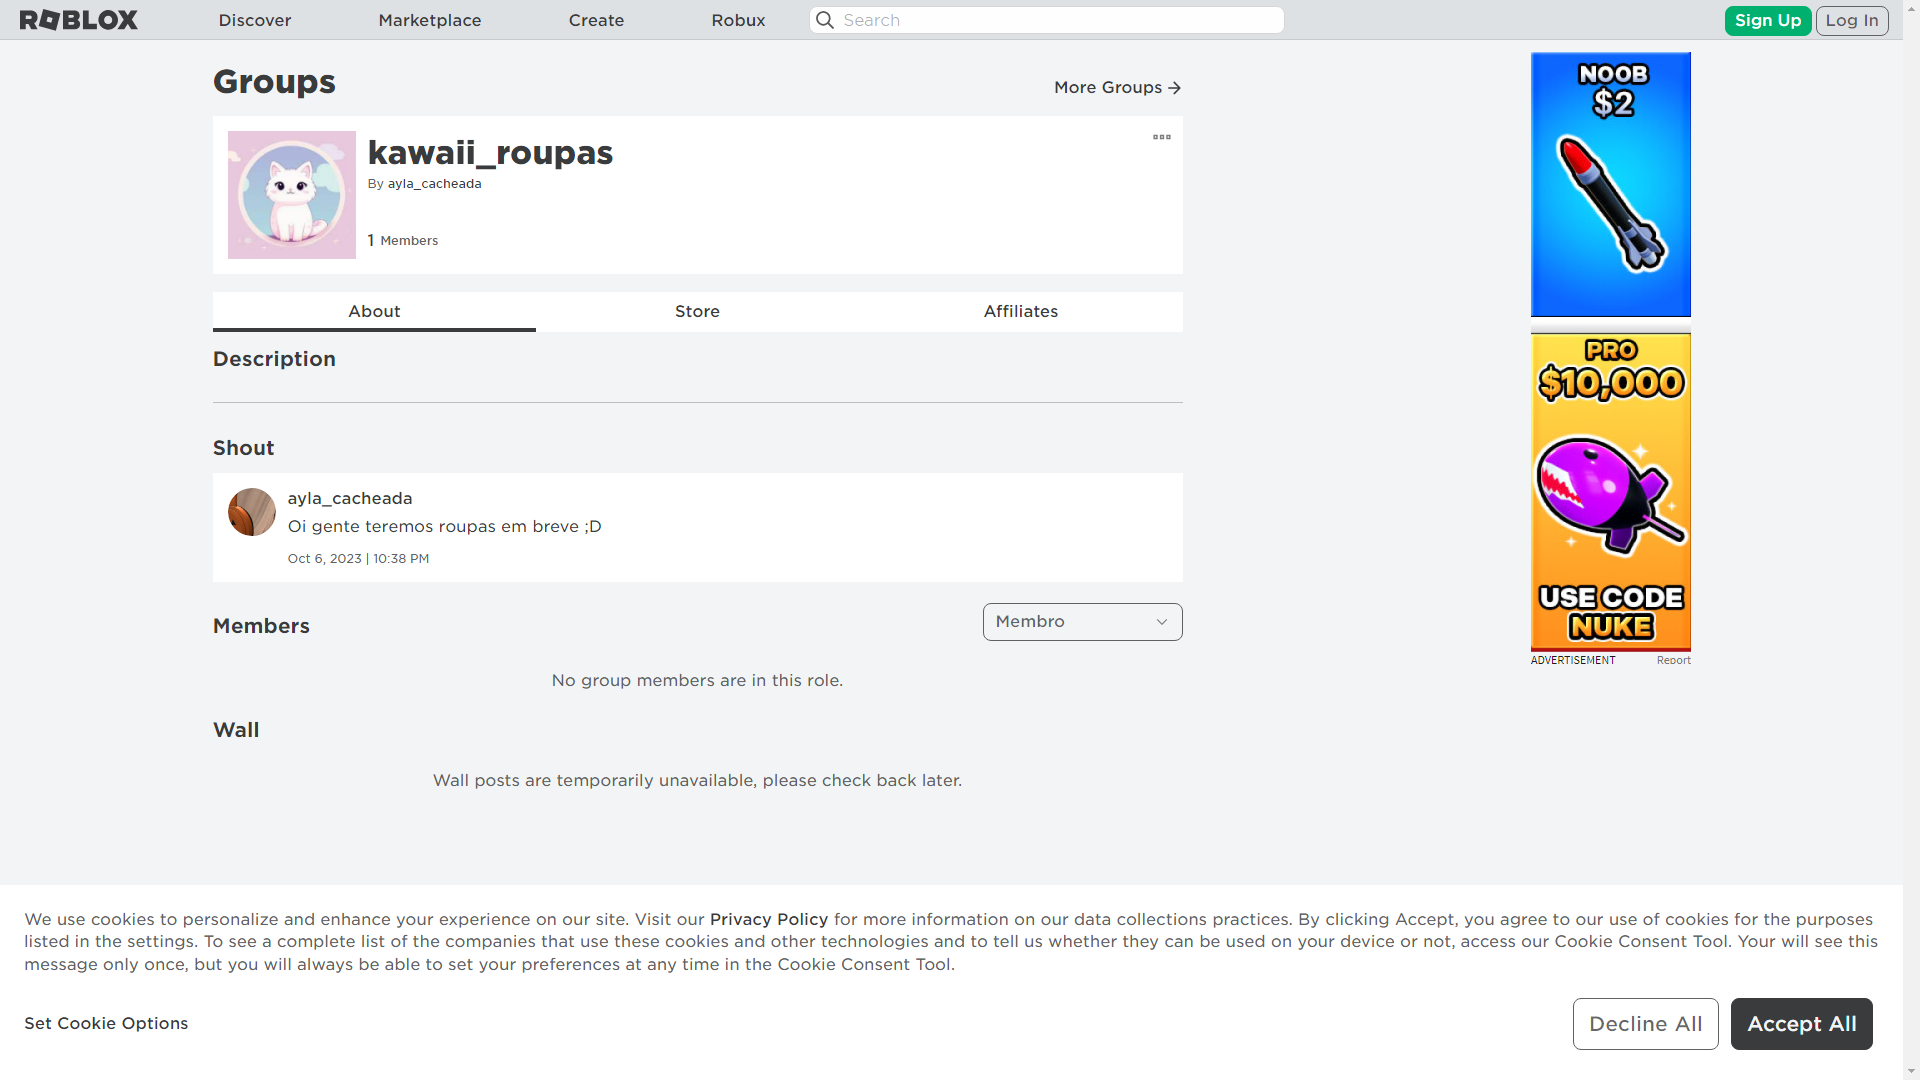 ROBLOX
Discover
Marketplace
Create
Robux
Search
Sign Up
Log In
Groups
More Groups
kawaii_roupas
By ayla_cacheada
1 Members
About
Store
Affiliates
Description
Shout
ayla_cacheada
Oi gente teremos roupas em breve ;D
Oct 6, 2023 | 10:38 PM
Members
Membro
No group members are in this role.
Wall
Wall posts are temporarily unavailable, please check back later.
NOOB
$2
PRO
$10,000
USE CODE
NUKE
ADVERTISEMENT
Report
We use cookies to personalize and enhance your experience on our site. Visit our Privacy Policy for more information on our data collections practices. By clicking Accept, you agree to our use of cookies for the purposes
listed in the settings. To see a complete list of the companies that use these cookies and other technologies and to tell us whether they can be used on your device or not, access our Cookie Consent Tool. Your will see this
message only once, but you will always be able to set your preferences at any time in the Cookie Consent Tool.
Set Cookie Options
Decline All
Accept All